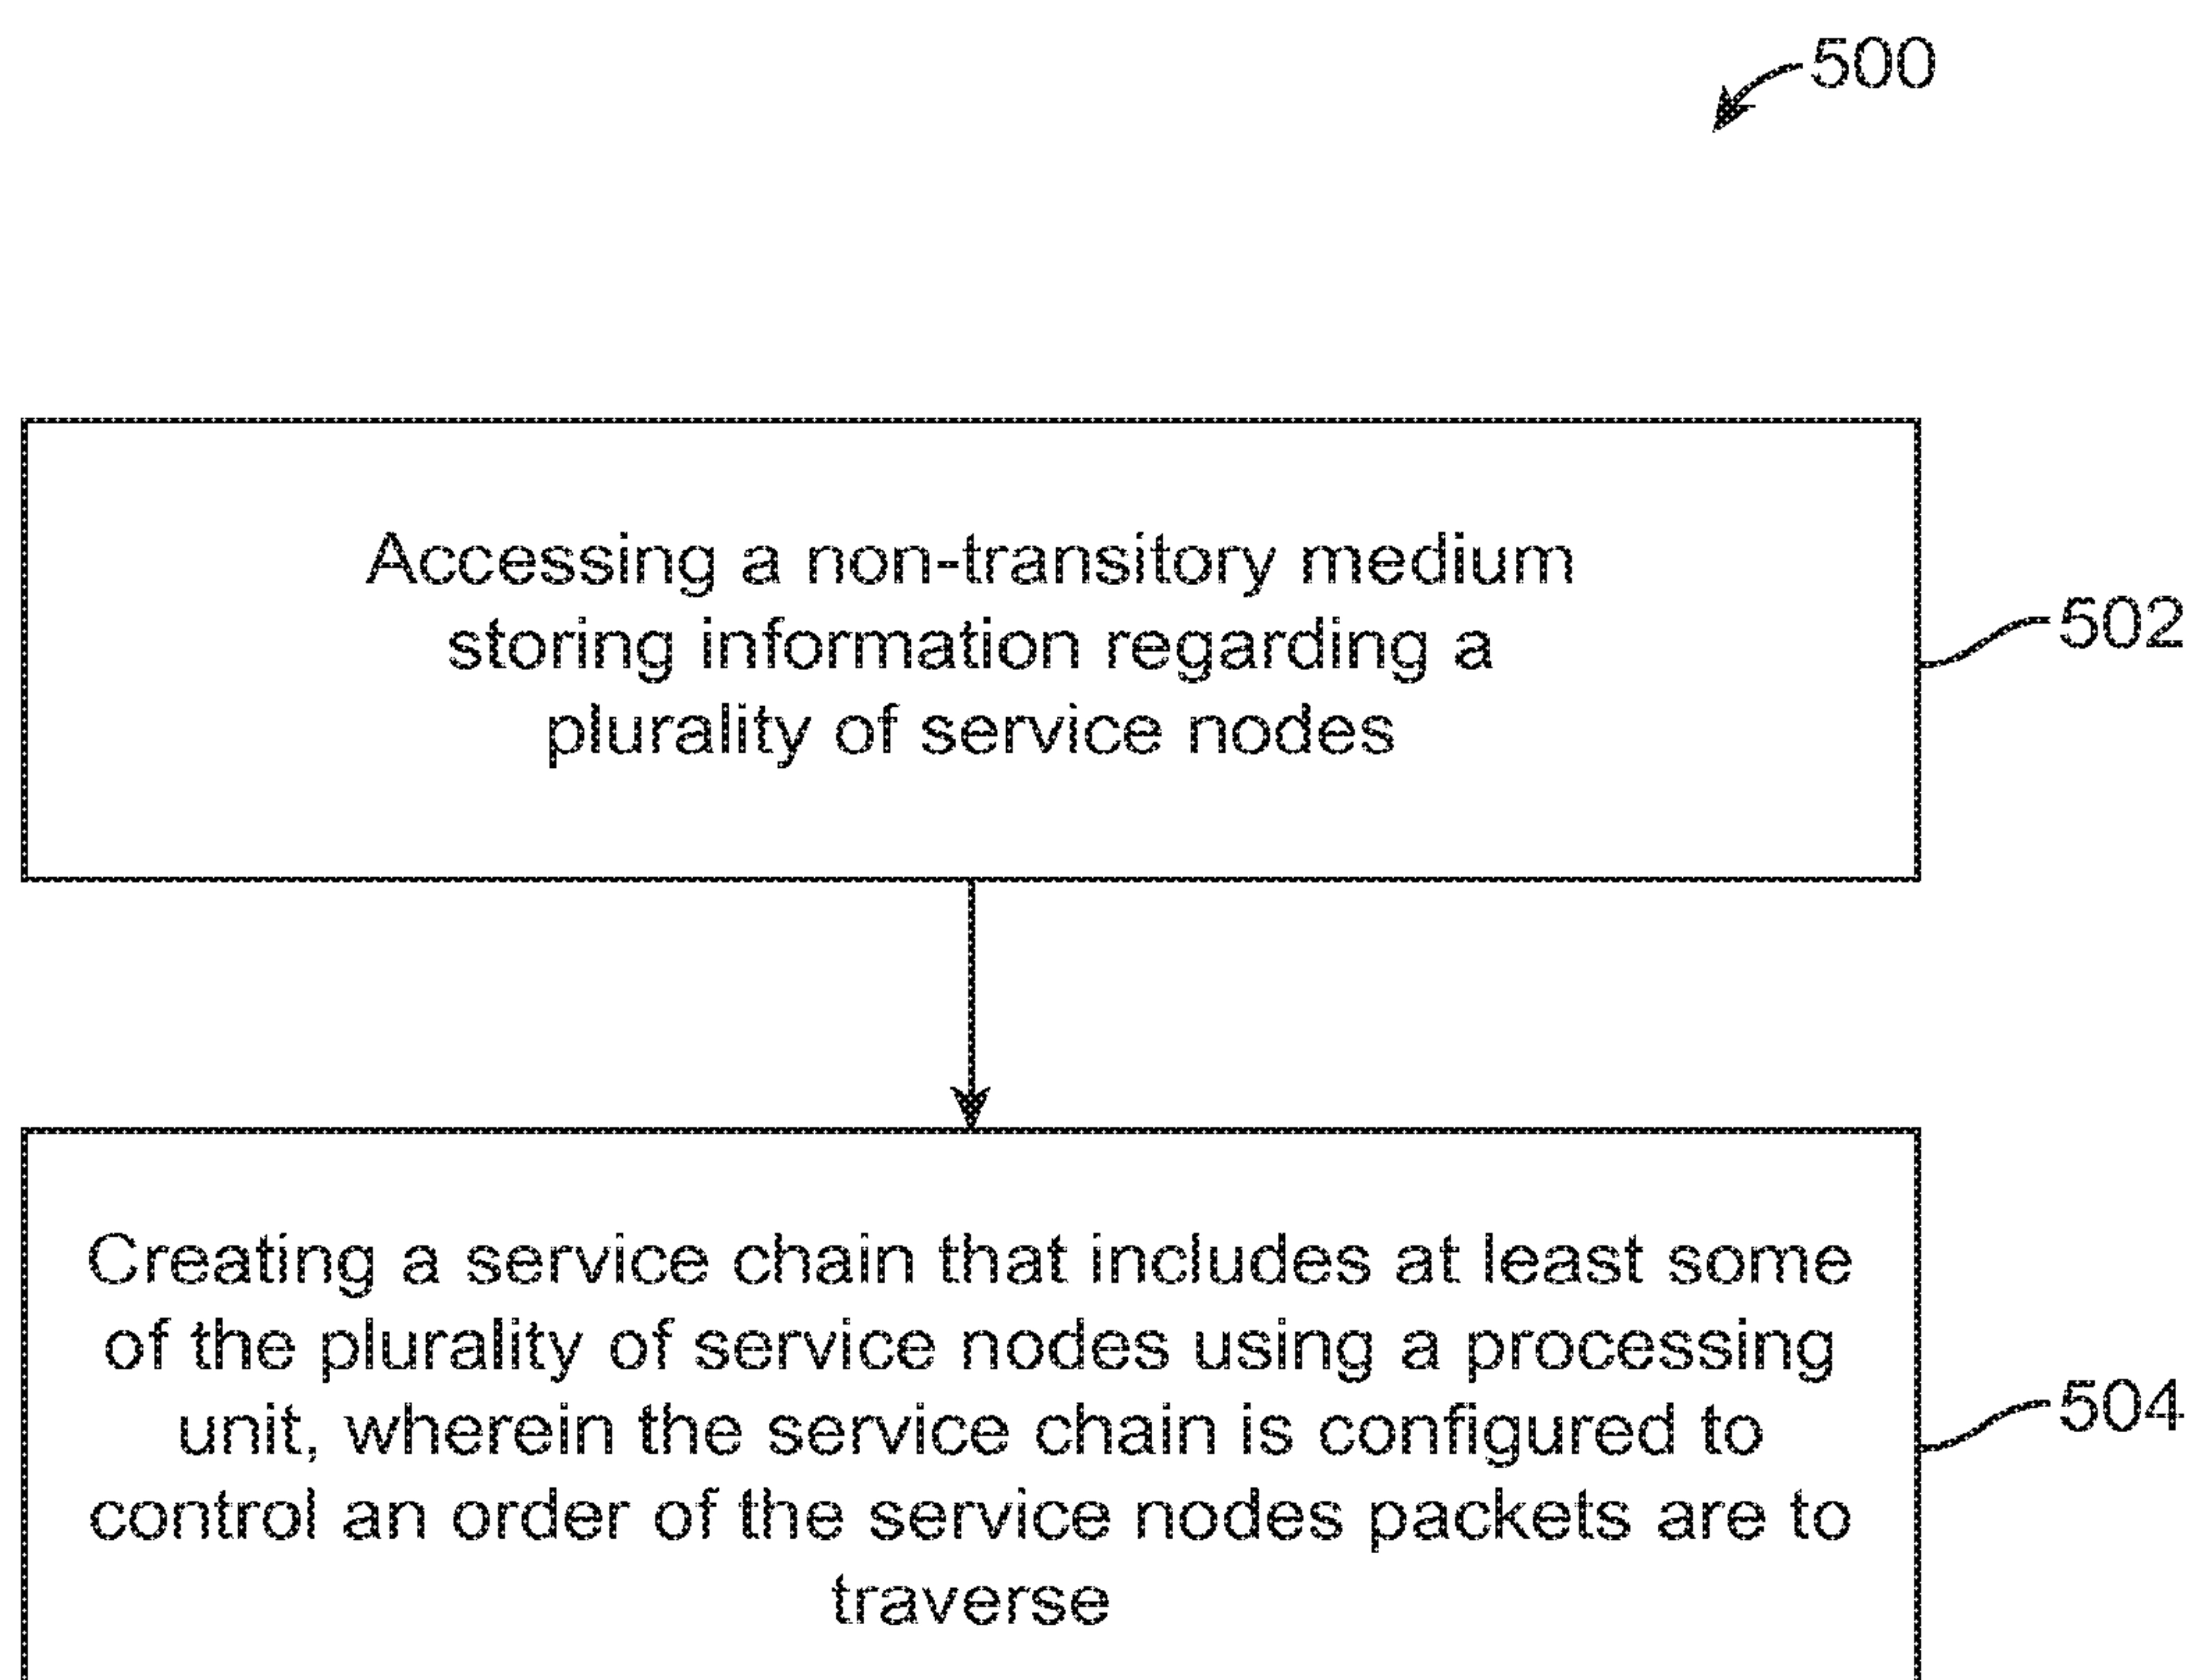 500
Accessing a non-transitory medium
storing information regarding a
plurality of service nodes
502
Creating a service chain that includes at least some
of the plurality of service nodes using a processing
unit, wherein the service chain is configured to
control an order of the service nodes packets are to
traverse
504